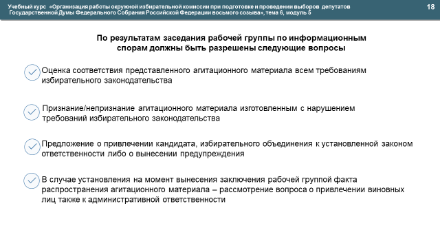 Учебный курс «Организация работы окружной избирательной комиссии при подготовке и проведении выборов депутатов
Государственной Думы Федерального Собрания Российской Федерации восьмого созыва», тема 6, модуль 5
18
По результатам заседания рабочей группы по информационным
спорам должны быть разрешены следующие вопросы
Оценка соответствия представленного агитационного материала всем требованиям
избирательного законодательства
Признание/непризнание агитационного материала изготовленным с нарушением
требований избирательного законодательства
Предложение о привлечении кандидата, избирательного объединения к установленной законом
ответственности либо о вынесении предупреждения
В случае установления на момент вынесения заключения рабочей группой факта
распространения агитационного материала – рассмотрение вопроса о привлечении виновных
лиц также к административной ответственности